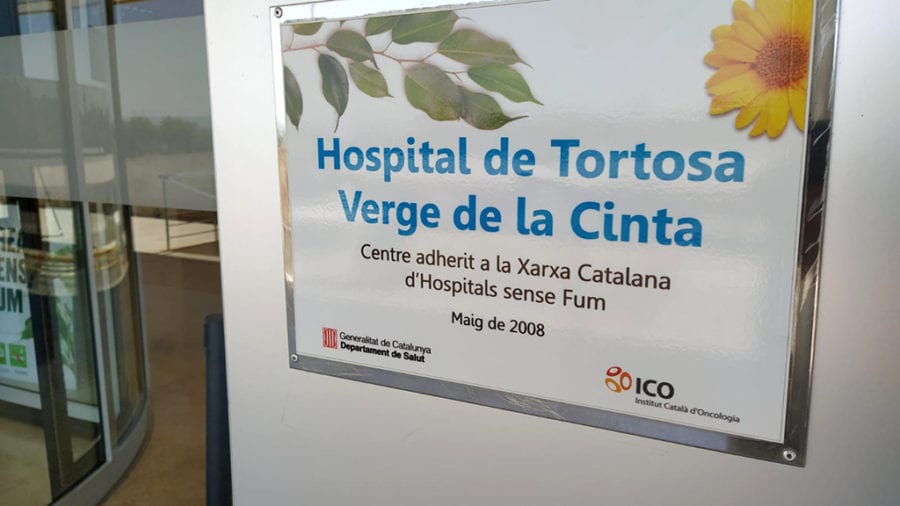 Hospital de Tortosa
Verge de la Cinta
Centre adherit a la Xarxa Catalana
d'Hospitals sense Fum
Maig de 2008
Generalitat de Catalunya
Departament de Salut
ICO
Institut Català d'Oncologia
UM